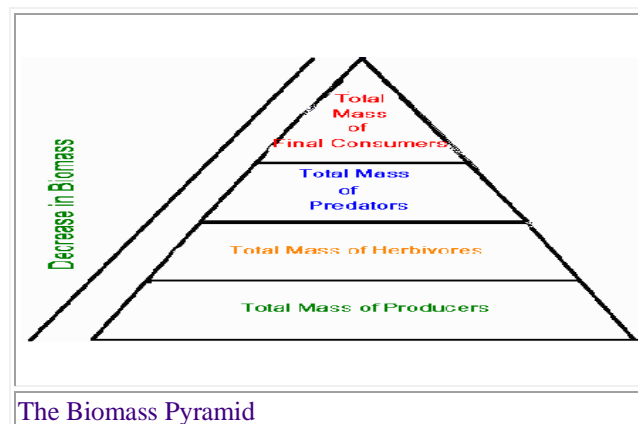 Total
Mass
of
Final Consumers
Total Mass
of
Predators
Total Mass of Herbivores
Total Mass of Producers
Decrease in Biomass
The Biomass Pyramid